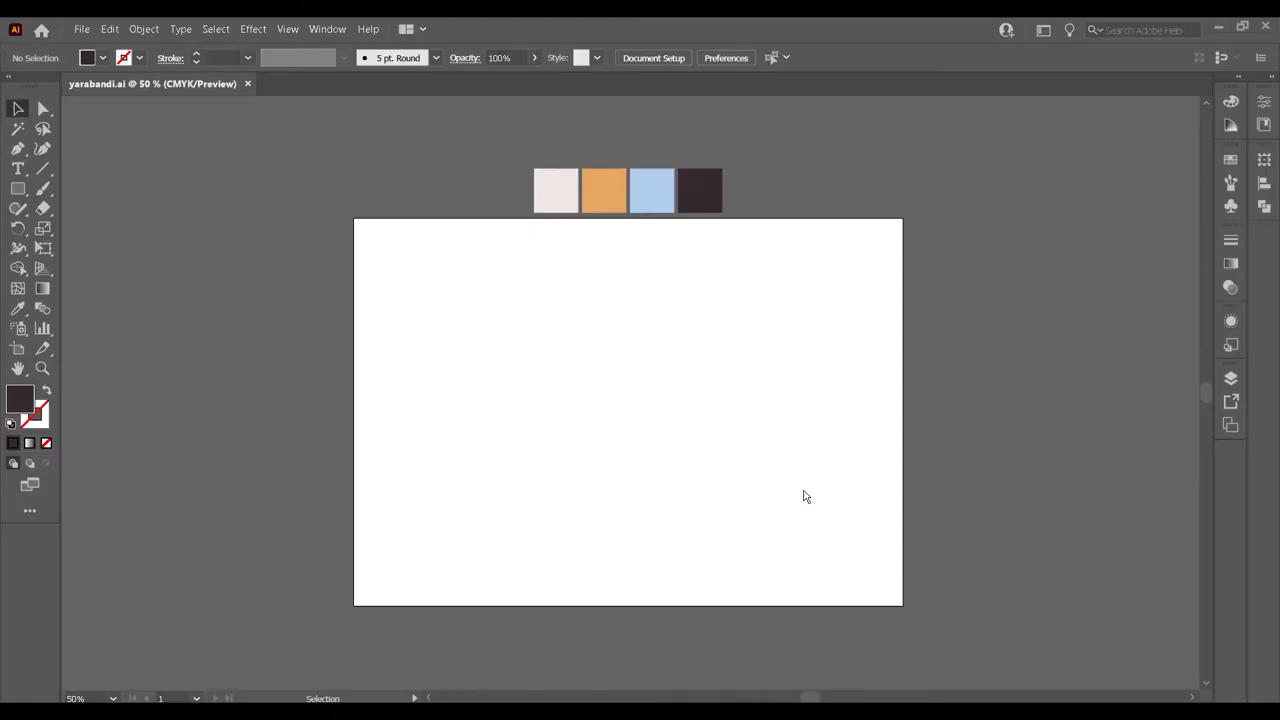 File Edit Object Type Select Effect View Window Help
Search Adobe Help
No Selection Stroke: 5 pt. Round Opacity: 100% Style: Document Setup Preferences
yarabandi.ai @ 50 % (CMYK/Preview)
50% 1 Selection